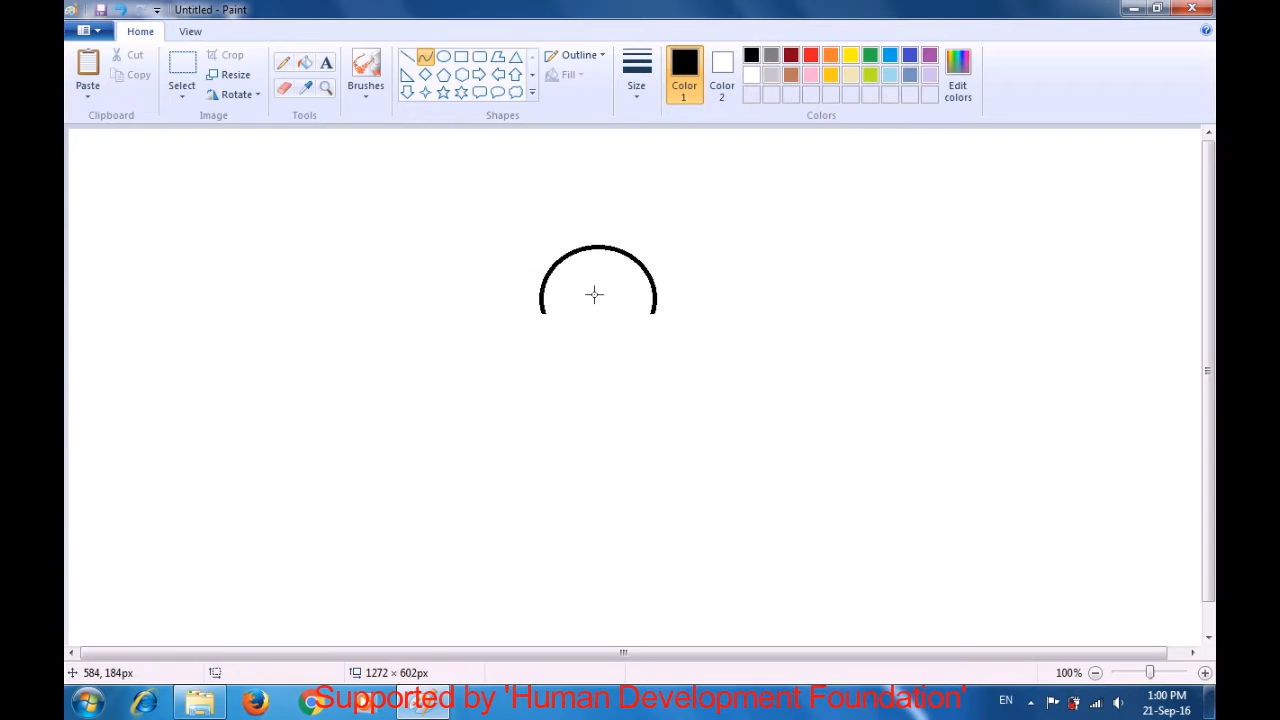 Untitled - Paint
Home View
Paste
Cut
Copy
Clipboard
Select
Crop
Resize
Rotate
Image
A
Tools
Brushes
Shapes
Outline
Fill
Size
Color 1
Color 2
Edit colors
Colors
584, 184px
1272 × 602px
100%
EN
1:00 PM
21-Sep-16
Supported by 'Human Development Foundation'